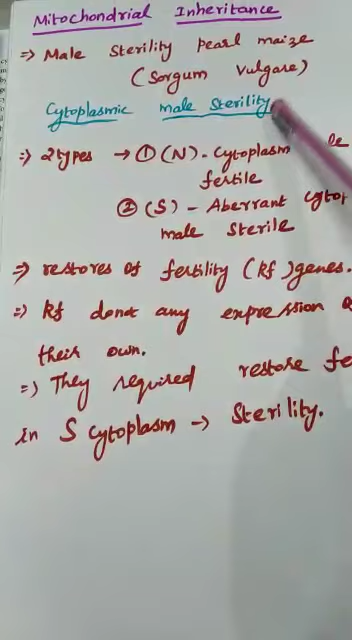 Mitochondrial Inheritance
⇒ Male Sterility pearl maize
(Sorgum vulgare)
Cytoplasmic male Sterility
⇒ 2types → ① (N) - Cytoplasm
fertile
② (S) - Aberrant
male Sterile
⇒ restores of fertility (Rf) genes.
⇒ Rf donot any expression
their own.
⇒ They required restore
in S cytoplasm → Sterility.